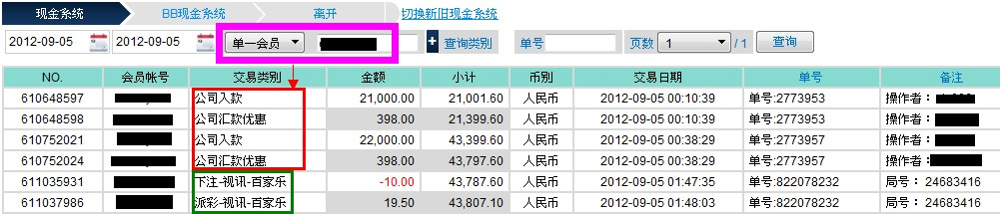 现金系统 BB现金系统 离开 切换新旧现金系统
2012-09-05 2012-09-05 单一会员 + 查询类别 单号 页数 1 / 1 查询
NO. 会员帐号 交易类别 金额 小计 币别 交易日期 单号 备注
610648597 公司入款 21,000.00 21,001.60 人民币 2012-09-05 00:10:39 单号:2773953 操作者：
610648598 公司汇款优惠 398.00 21,399.60 人民币 2012-09-05 00:10:39 单号:2773953 操作者：
610752021 公司入款 22,000.00 43,399.60 人民币 2012-09-05 00:38:29 单号:2773957 操作者：
610752024 公司汇款优惠 398.00 43,797.60 人民币 2012-09-05 00:38:29 单号:2773957 操作者：
611035931 下注-视讯-百家乐 -10.00 43,787.60 人民币 2012-09-05 01:47:35 单号:822078232 局号： 24683416
611037986 派彩-视讯-百家乐 19.50 43,807.10 人民币 2012-09-05 01:48:03 单号:822078232 局号： 24683416